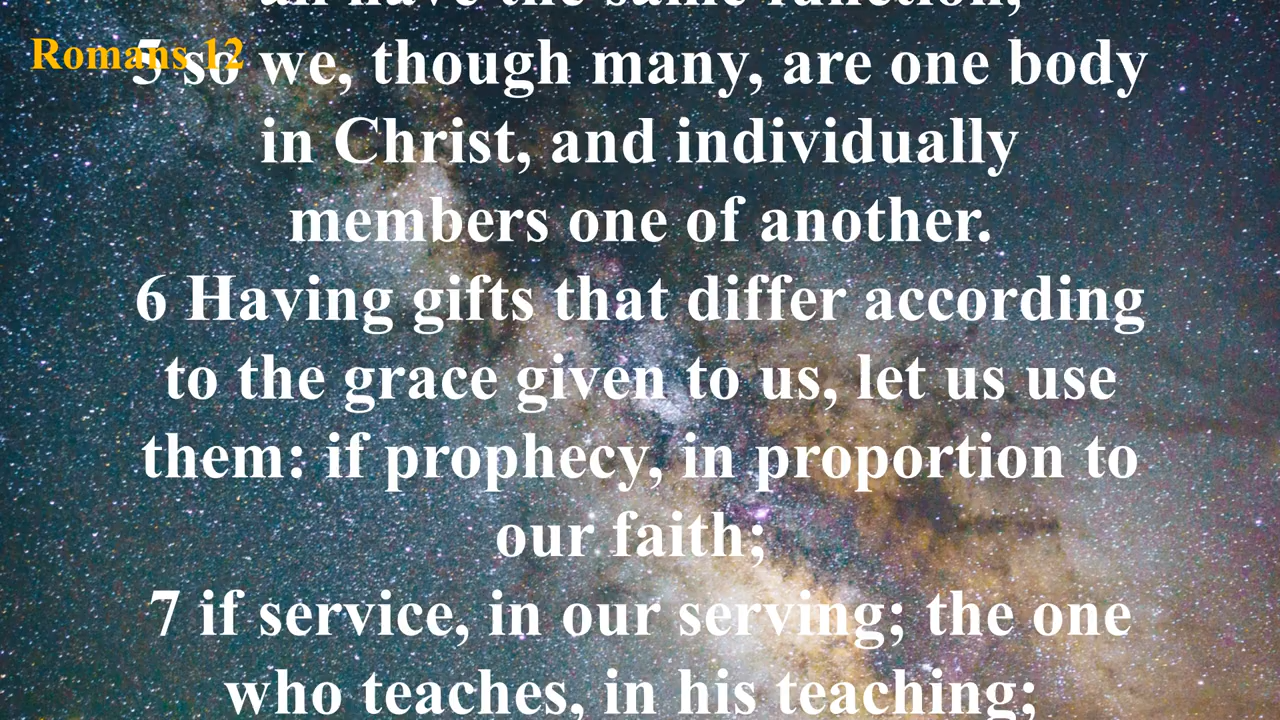 all have the same function,
Romans 12
5 so we, though many, are one body
in Christ, and individually
members one of another.
6 Having gifts that differ according
to the grace given to us, let us use
them: if prophecy, in proportion to
our faith;
7 if service, in our serving; the one
who teaches, in his teaching;